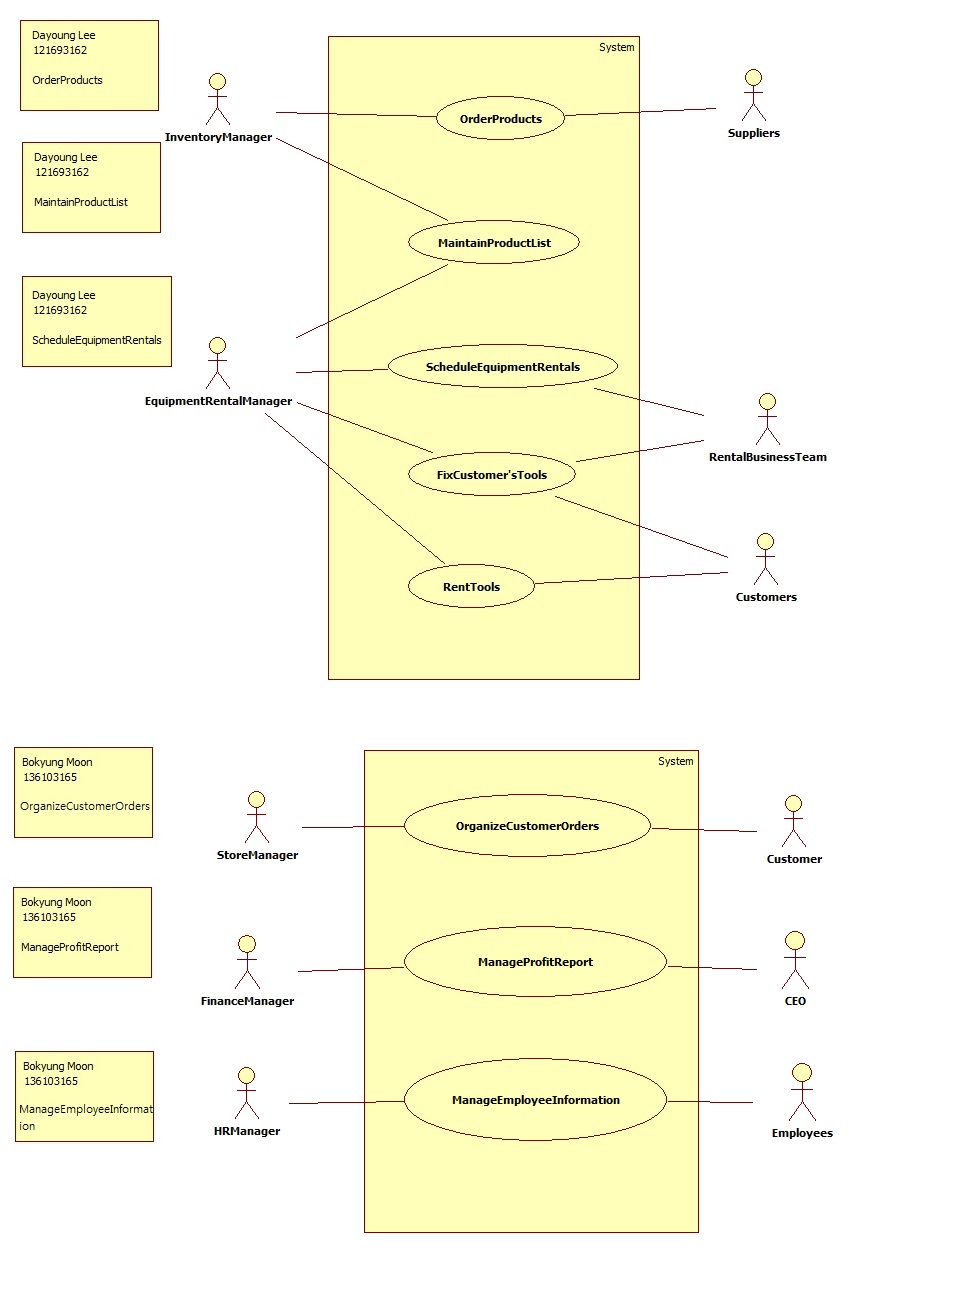 Dayoung Lee
121693162
OrderProducts
System
InventoryManager
OrderProducts
Suppliers
Dayoung Lee
121693162
MaintainProductList
MaintainProductList
Dayoung Lee
121693162
ScheduleEquipmentRentals
EquipmentRentalManager
ScheduleEquipmentRentals
RentalBusinessTeam
FixCustomer'sTools
RentTools
Customers
Bokyung Moon
136103165
OrganizeCustomerOrders
System
StoreManager
OrganizeCustomerOrders
Customer
Bokyung Moon
136103165
ManageProfitReport
FinanceManager
ManageProfitReport
CEO
Bokyung Moon
136103165
ManageEmployeeInformat
ion
HRManager
ManageEmployeeInformation
Employees